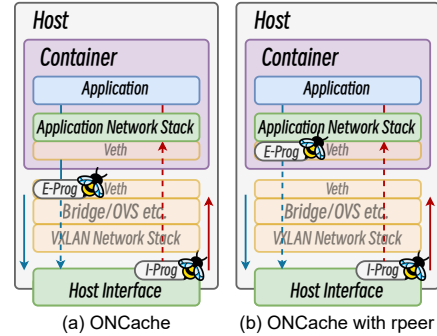 Host
Container
Application
Application Network Stack
Veth
E-Prog
Veth
Bridge/OVS etc.
VXLAN Network Stack
I-Prog
Host Interface
(a) ONCache
Host
Container
Application
Application Network Stack
E-Prog
Veth
Veth
Bridge/OVS etc.
VXLAN Network Stack
I-Prog
Host Interface
(b) ONCache with rpeer